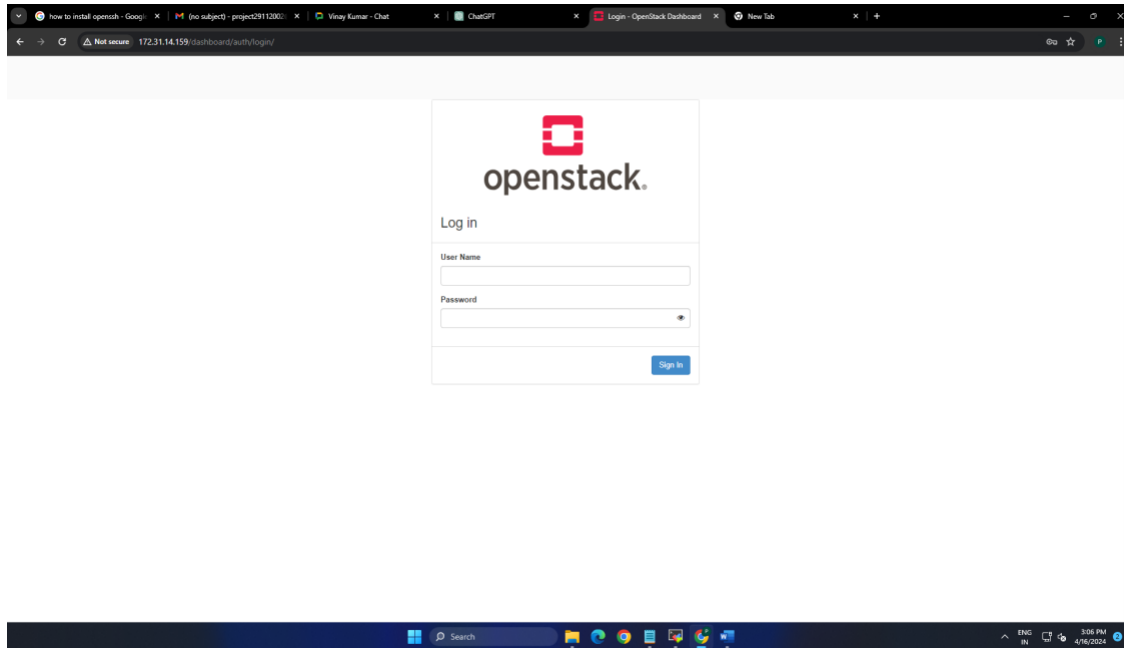 how to install openssh - Googl
(no subject) - project29112002
Vinay Kumar - Chat
ChatGPT
Login - OpenStack Dashboard
New Tab
Not secure
172.31.14.159/dashboard/auth/login/
P
openstack.
Log in
User Name
Password
Sign In
Search
ENG
IN
3:06 PM
4/16/2024
2